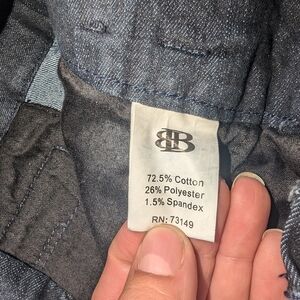 B
72.5% Cotton
26% Polyester
1.5% Spandex
RN: 73149